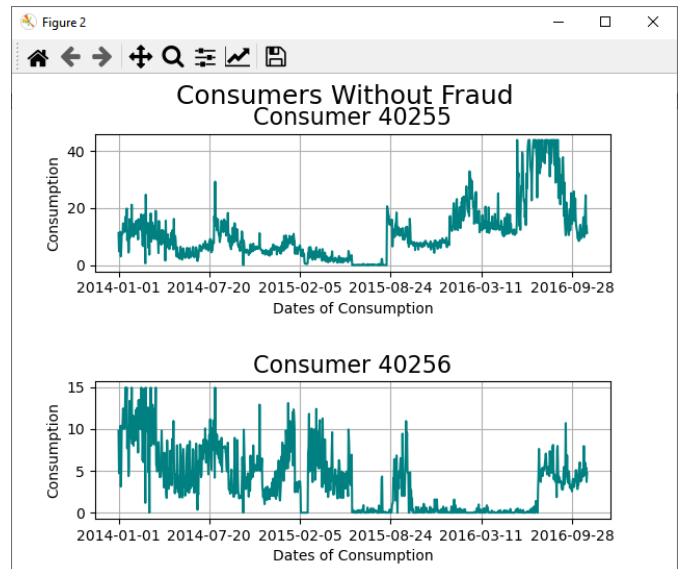 Figure 2
Consumers Without Fraud
Consumer 40255
40
20
0
Consumption
2014-01-01 2014-07-20 2015-02-05 2015-08-24 2016-03-11 2016-09-28
Dates of Consumption
Consumer 40256
15
10
5
0
Consumption
2014-01-01 2014-07-20 2015-02-05 2015-08-24 2016-03-11 2016-09-28
Dates of Consumption